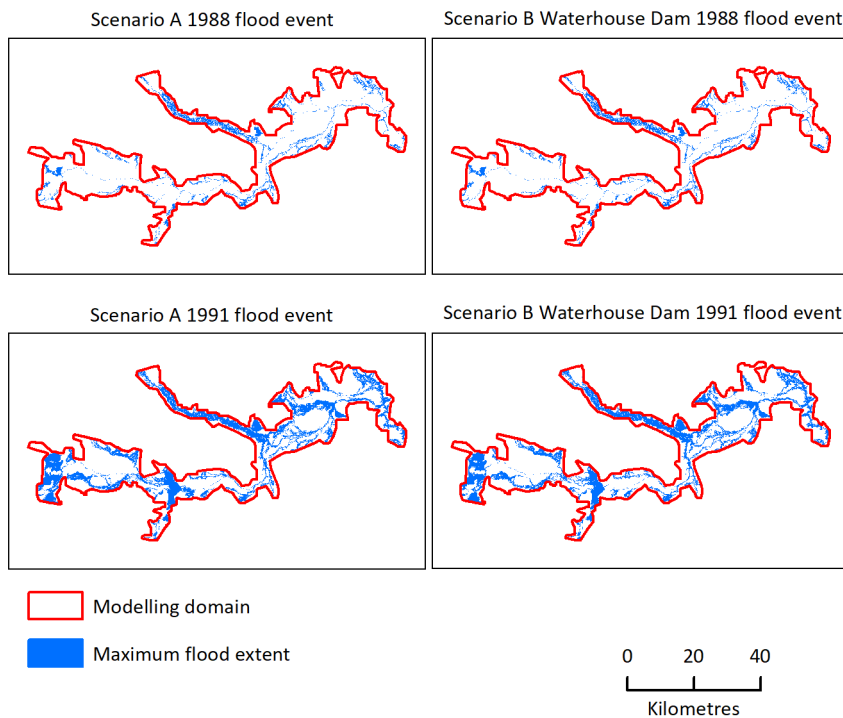 Scenario A 1988 flood event
Scenario B Waterhouse Dam 1988 flood event
Scenario A 1991 flood event
Scenario B Waterhouse Dam 1991 flood event
Modelling domain
Maximum flood extent
0 20 40
Kilometres